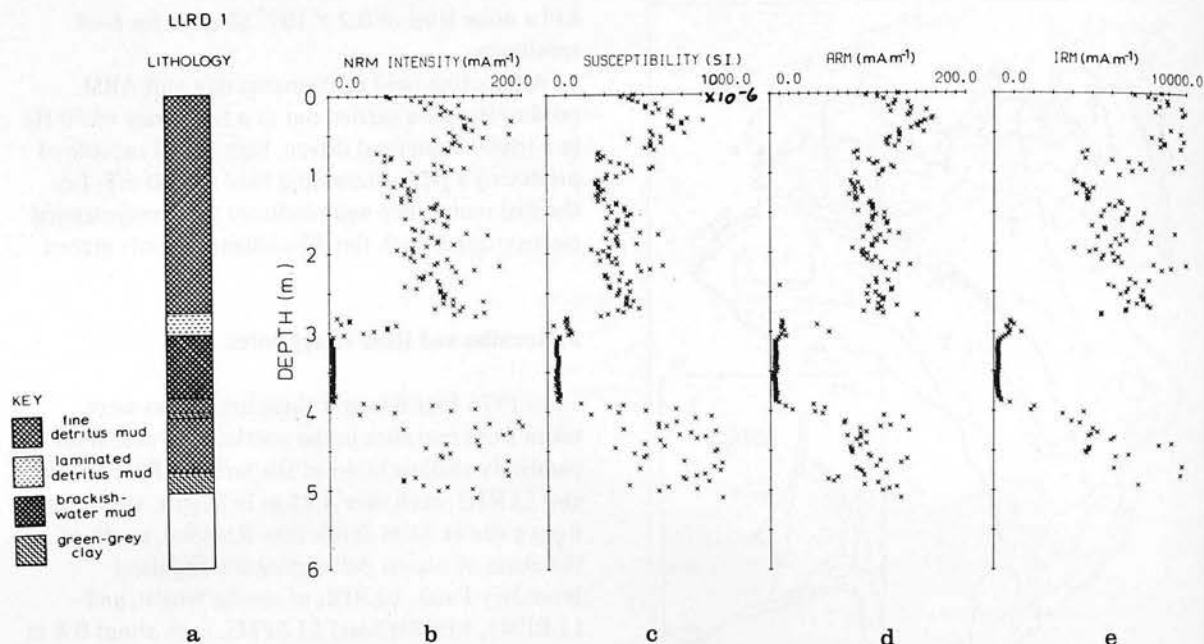 LLRD 1
LITHOLOGY
NRM INTENSITY (mAm-1)
0.0 200.0
SUSCEPTIBILITY (S.I.)
0.0 1000.0
x10-6
ARM (mAm-1)
0.0 200.0
IRM (mAm-1)
0.0 10000.0
0
1
2
3
4
5
6
DEPTH (m.)
KEY
fine
detritus mud
laminated
detritus mud
brackish-
water mud
green-grey
clay
a b c d e